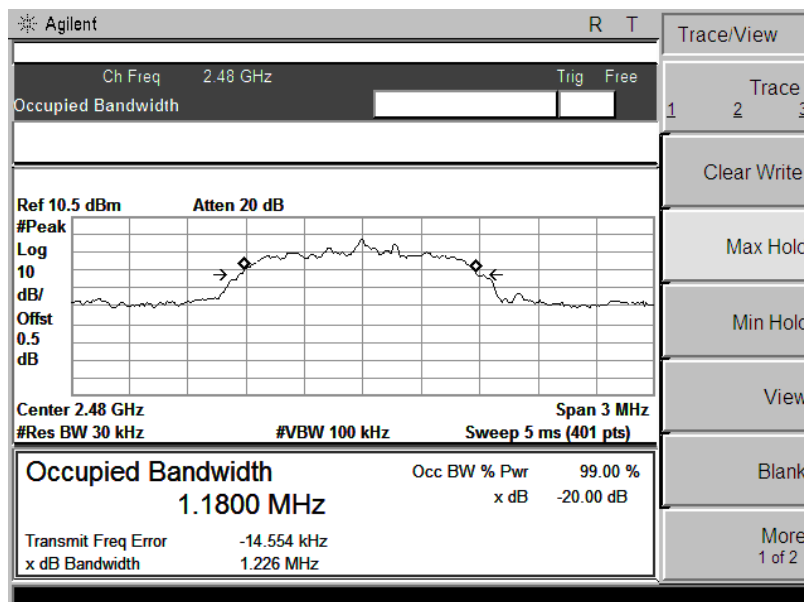 Agilent R T
Ch Freq 2.48 GHz Trig Free
Occupied Bandwidth
Ref 10.5 dBm Atten 20 dB
#Peak
Log
10
dB/
Offst
0.5
dB
Center 2.48 GHz Span 3 MHz
#Res BW 30 kHz #VBW 100 kHz Sweep 5 ms (401 pts)
Occupied Bandwidth Occ BW % Pwr 99.00 %
1.1800 MHz x dB -20.00 dB
Transmit Freq Error -14.554 kHz
x dB Bandwidth 1.226 MHz
Trace/View
Trace
1 2 3
Clear Write
Max Hold
Min Hold
View
Blank
More
1 of 2